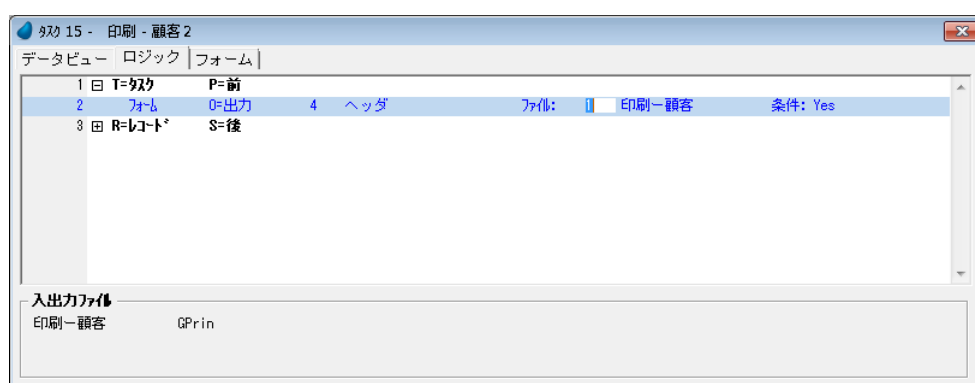 ﾀｽｸ 15 - 印刷 - 顧客2
データビュー ロジック フォーム
1 T=ﾀｽｸ P=前
2 ﾌｫｰﾑ O=出力 4 ヘッダ ﾌｧｲﾙ: 1 印刷－顧客 条件: Yes
3 R=ﾚｺｰﾄﾞ S=後
入出力ﾌｧｲﾙ
印刷－顧客 GPrin